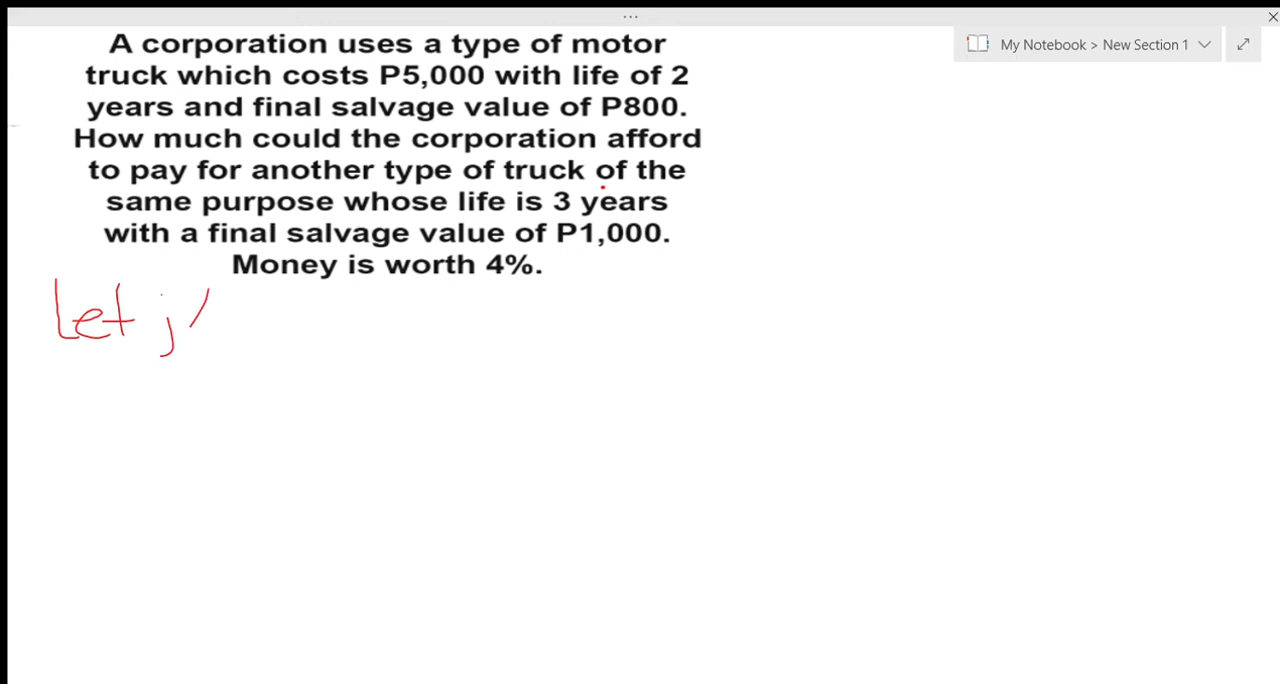 My Notebook > New Section 1
A corporation uses a type of motor
truck which costs P5,000 with life of 2
years and final salvage value of P800.
How much could the corporation afford
to pay for another type of truck of the
same purpose whose life is 3 years
with a final salvage value of P1,000.
Money is worth 4%.
Let j